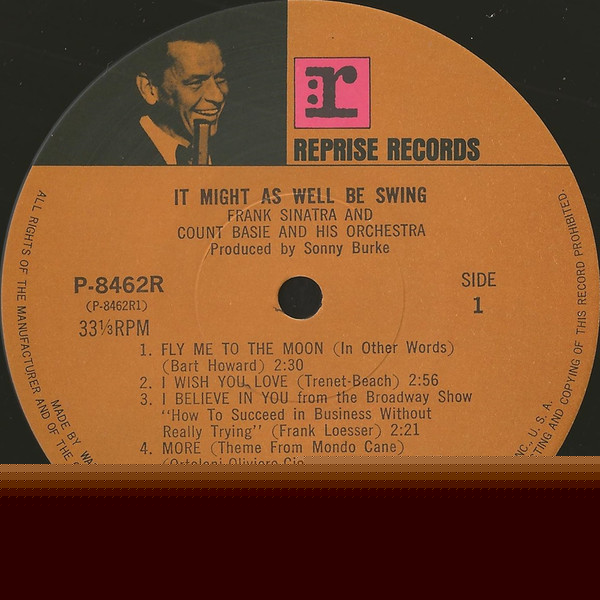 r:
REPRISE RECORDS
IT MIGHT AS WELL BE SWING
FRANK SINATRA AND
COUNT BASIE AND HIS ORCHESTRA
Produced by Sonny Burke
P-8462R
(P-8462R1)
33⅓RPM
SIDE
1
1. FLY ME TO THE MOON (In Other Words)
(Bart Howard) 2:30
2. I WISH YOU LOVE (Trenet-Beach) 2:56
3. I BELIEVE IN YOU from the Broadway Show
"How To Succeed in Business Without
Really Trying" (Frank Loesser) 2:21
4. MORE (Theme From Mondo Cane)
ALL RIGHTS OF THE MANUFACTURER AND OF THE
MADE BY
INC., U. S. A.
AND COPYING OF THIS RECORD PROHIBITED.